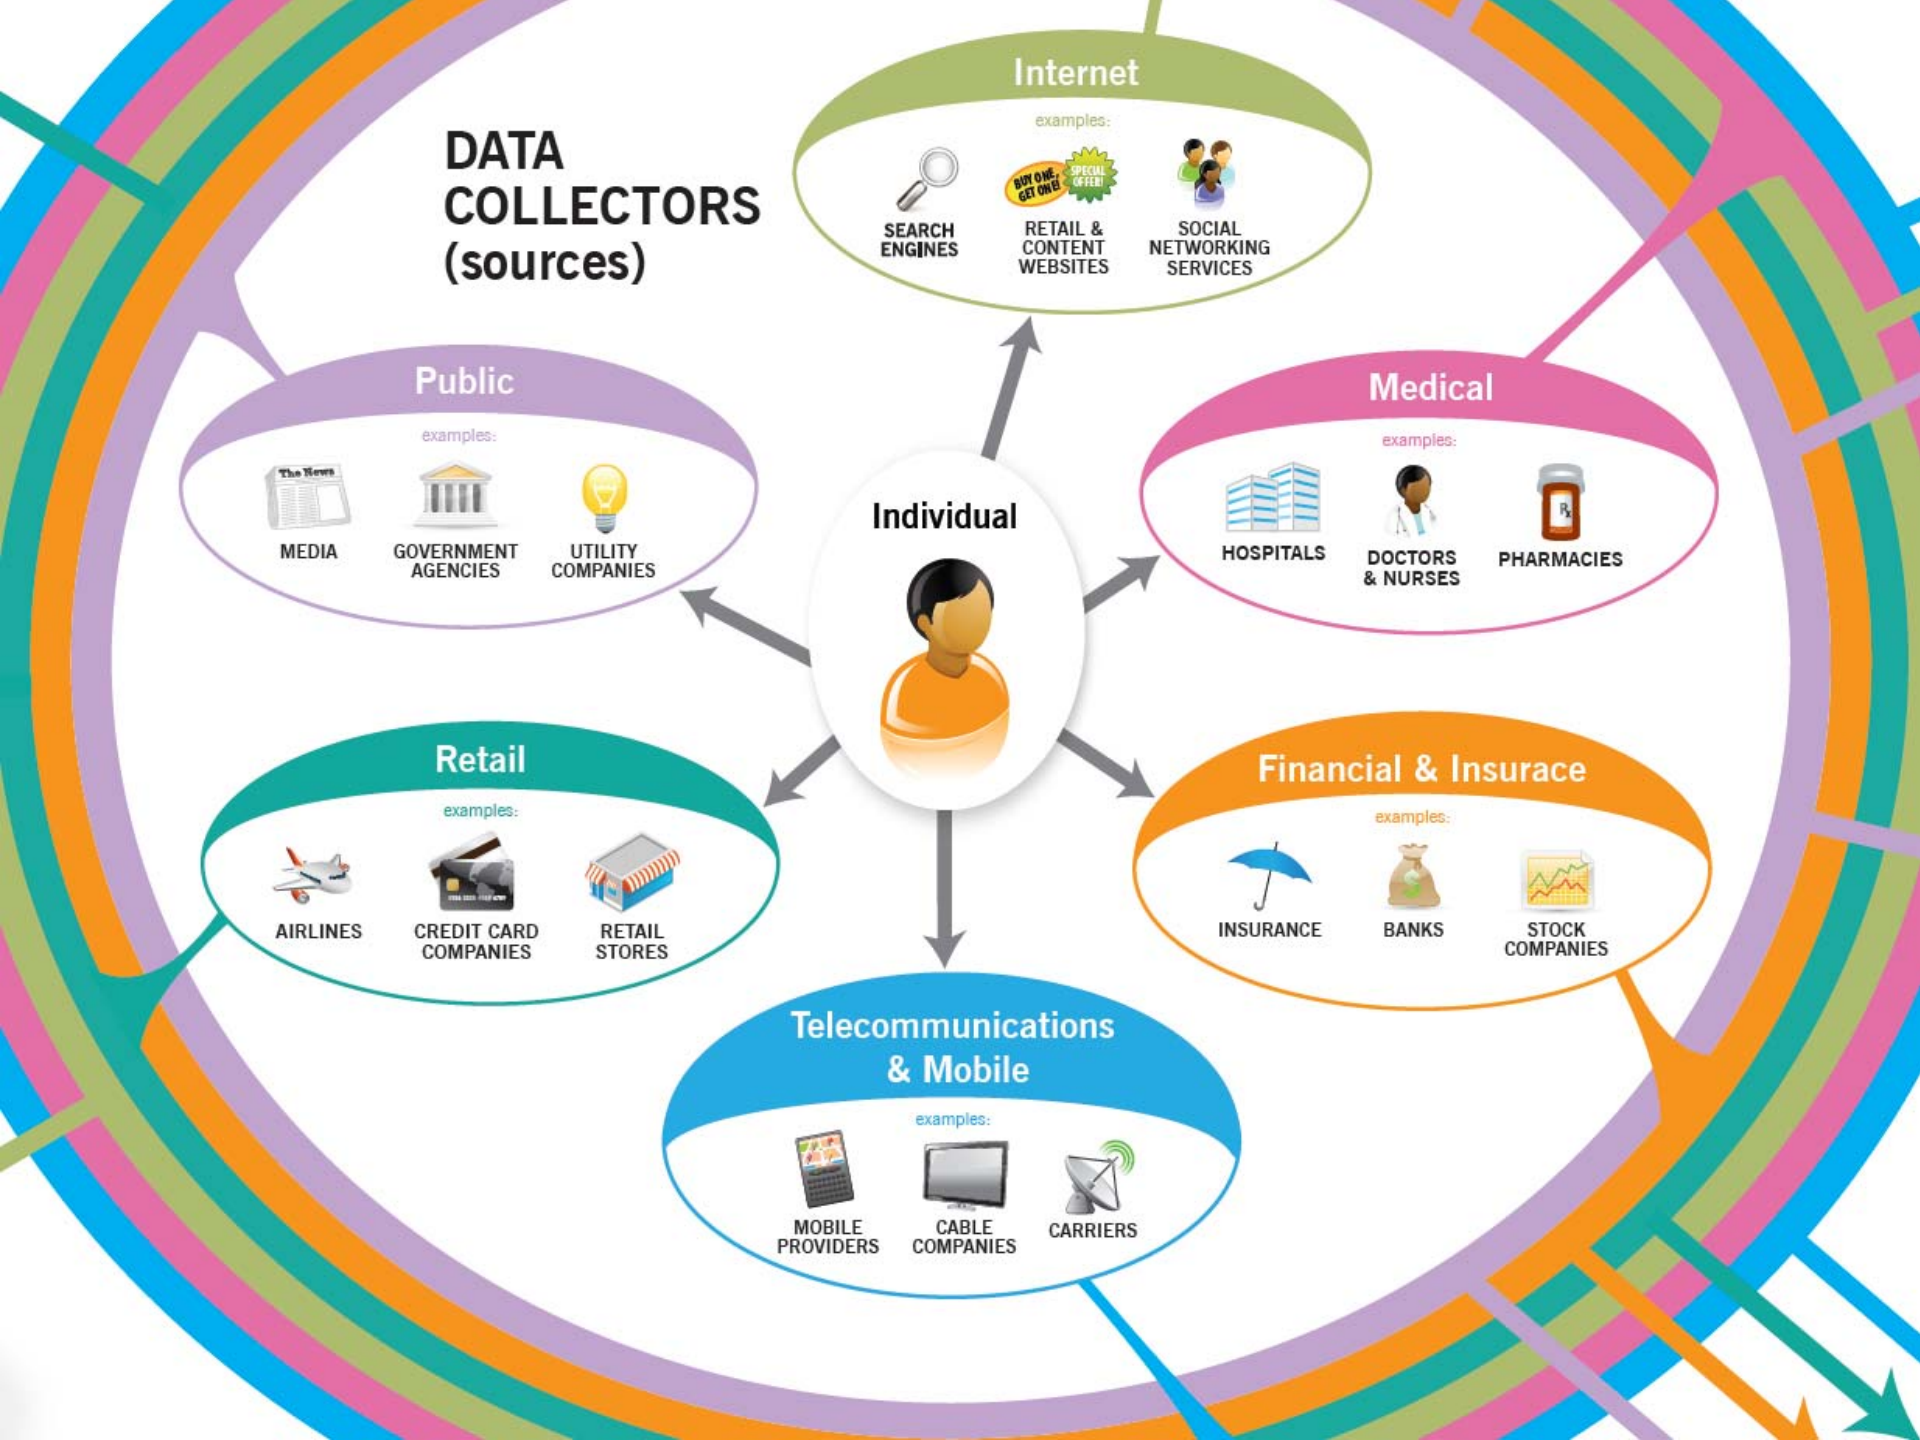 DATA
COLLECTORS
(sources)
Internet
examples:
BUY ONE,
GET ONE!
SPECIAL
OFFER!
SEARCH
ENGINES
RETAIL &
CONTENT
WEBSITES
SOCIAL
NETWORKING
SERVICES
Public
examples:
The News
MEDIA
GOVERNMENT
AGENCIES
UTILITY
COMPANIES
Individual
Medical
examples:
Rx
HOSPITALS
DOCTORS
& NURSES
PHARMACIES
Retail
examples:
AIRLINES
CREDIT CARD
COMPANIES
RETAIL
STORES
Financial & Insurace
examples:
INSURANCE
BANKS
STOCK
COMPANIES
Telecommunications
& Mobile
examples:
MOBILE
PROVIDERS
CABLE
COMPANIES
CARRIERS